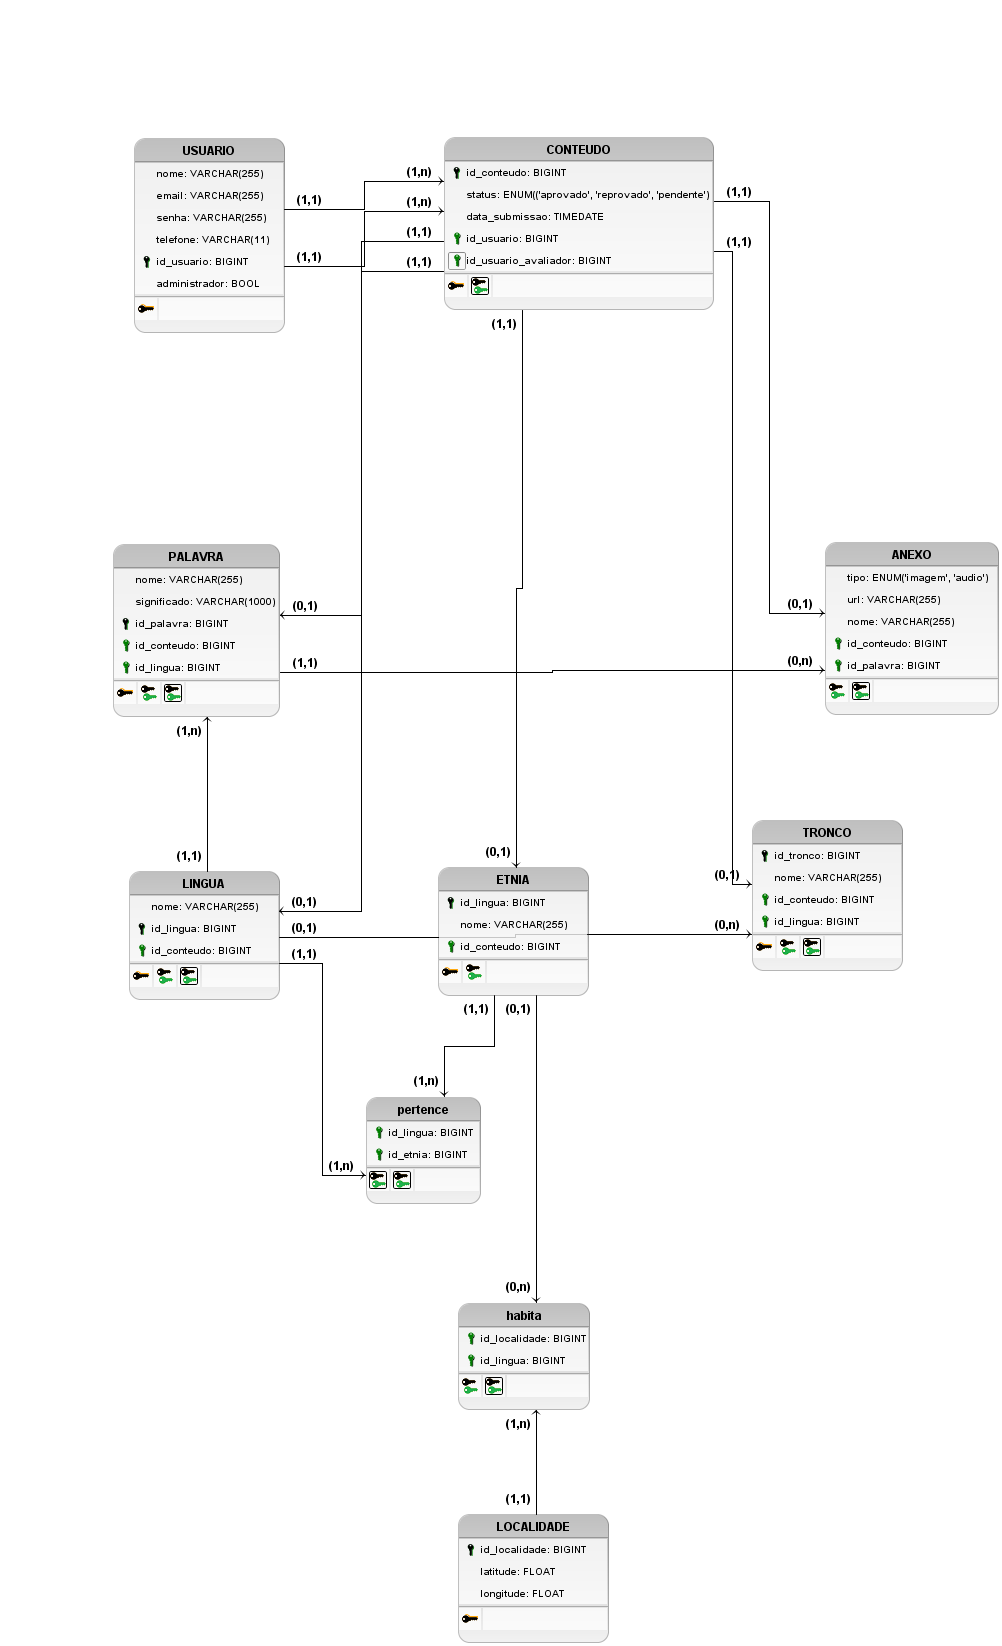 USUARIO
nome: VARCHAR(255)
email: VARCHAR(255)
senha: VARCHAR(255)
telefone: VARCHAR(11)
id_usuario: BIGINT
administrador: BOOL
(1,1)
(1,1)
(1,n)
(1,n)
(1,1)
(1,1)
CONTEUDO
id_conteudo: BIGINT
status: ENUM(('aprovado', 'reprovado', 'pendente')
data_submissao: TIMEDATE
id_usuario: BIGINT
id_usuario_avaliador: BIGINT
(1,1)
(1,1)
(1,1)
PALAVRA
nome: VARCHAR(255)
significado: VARCHAR(1000)
id_palavra: BIGINT
id_conteudo: BIGINT
id_lingua: BIGINT
(0,1)
(1,1)
(1,n)
(0,1)
(0,n)
ANEXO
tipo: ENUM('imagem', 'audio')
url: VARCHAR(255)
nome: VARCHAR(255)
id_conteudo: BIGINT
id_palavra: BIGINT
(1,1)
LINGUA
nome: VARCHAR(255)
id_lingua: BIGINT
id_conteudo: BIGINT
(0,1)
(0,1)
(1,1)
(0,1)
ETNIA
id_lingua: BIGINT
nome: VARCHAR(255)
id_conteudo: BIGINT
(0,1)
(0,n)
TRONCO
id_tronco: BIGINT
nome: VARCHAR(255)
id_conteudo: BIGINT
id_lingua: BIGINT
(1,1)
(0,1)
(1,n)
(1,n)
pertence
id_lingua: BIGINT
id_etnia: BIGINT
(0,n)
habita
id_localidade: BIGINT
id_lingua: BIGINT
(1,n)
(1,1)
LOCALIDADE
id_localidade: BIGINT
latitude: FLOAT
longitude: FLOAT